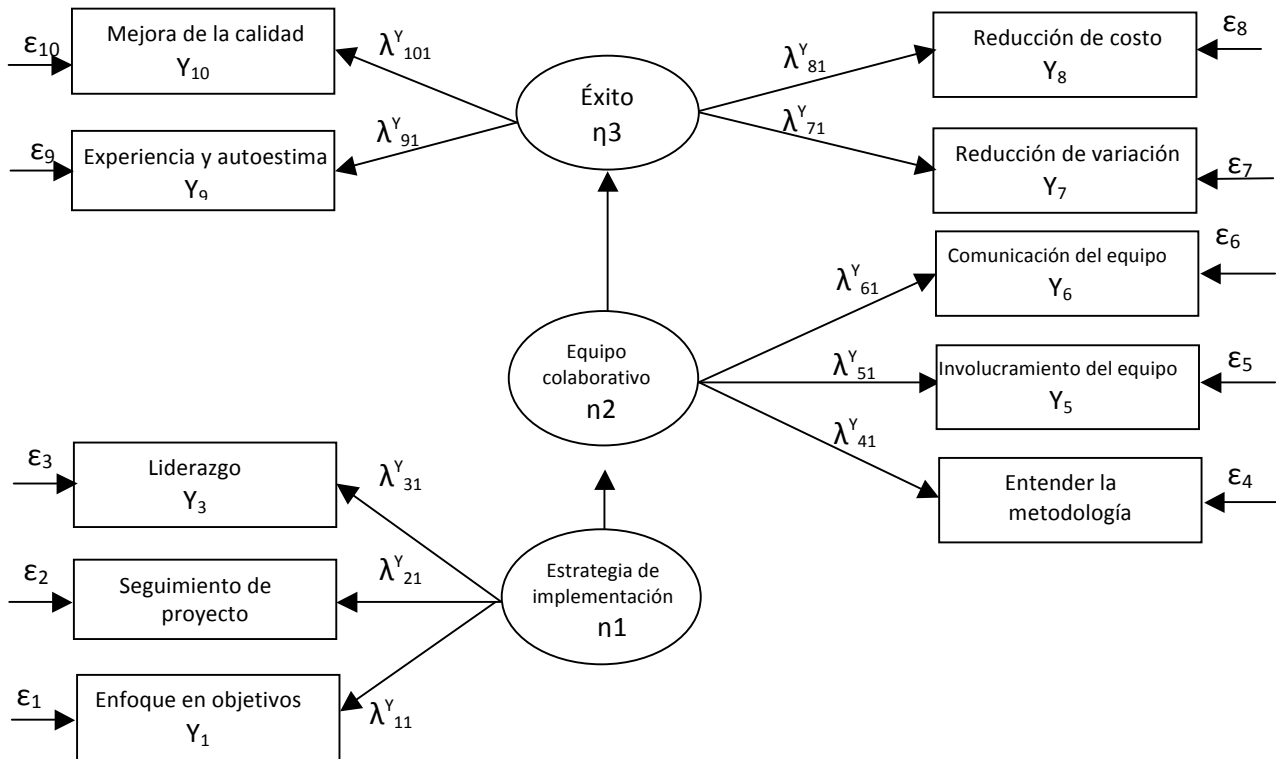 ε10
Mejora de la calidad
Y10
λY101
ε9
Experiencia y autoestima
Y9
λY91
Éxito
η3
λY81
Reducción de costo
Y8
ε8
λY71
Reducción de variación
Y7
ε7
Equipo
colaborativo
η2
λY61
Comunicación del equipo
Y6
ε6
λY51
Involucramiento del equipo
Y5
ε5
λY41
Entender la
metodología
ε4
ε3
Liderazgo
Y3
λY31
ε2
Seguimiento de
proyecto
λY21
Estrategia de
implementación
η1
ε1
Enfoque en objetivos
Y1
λY11